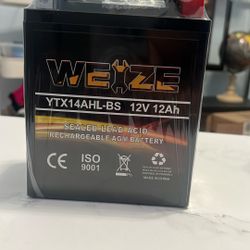 WEIZE
YTX14AHL-BS 12V 12Ah
SEALED LEAD ACID
RECHARGEABLE AGM BATTERY
CE ISO
9001